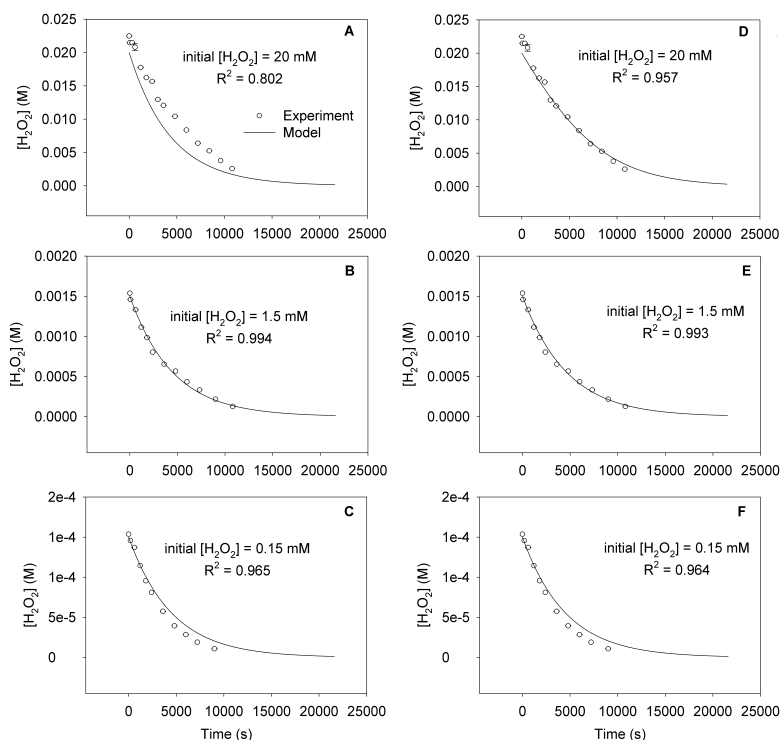 A
initial [H₂O₂] = 20 mM
R² = 0.802
Experiment
Model
[H₂O₂] (M)
0.025
0.020
0.015
0.010
0.005
0.000
0 5000 10000 15000 20000 25000
D
initial [H₂O₂] = 20 mM
R² = 0.957
[H₂O₂] (M)
0.025
0.020
0.015
0.010
0.005
0.000
0 5000 10000 15000 20000 25000
B
initial [H₂O₂] = 1.5 mM
R² = 0.994
[H₂O₂] (M)
0.0020
0.0015
0.0010
0.0005
0.0000
0 5000 10000 15000 20000 25000
E
initial [H₂O₂] = 1.5 mM
R² = 0.993
[H₂O₂] (M)
0.0020
0.0015
0.0010
0.0005
0.0000
0 5000 10000 15000 20000 25000
C
initial [H₂O₂] = 0.15 mM
R² = 0.965
[H₂O₂] (M)
2e-4
1e-4
1e-4
5e-5
0
0 5000 10000 15000 20000 25000
Time (s)
F
initial [H₂O₂] = 0.15 mM
R² = 0.964
[H₂O₂] (M)
2e-4
1e-4
1e-4
5e-5
0
0 5000 10000 15000 20000 25000
Time (s)